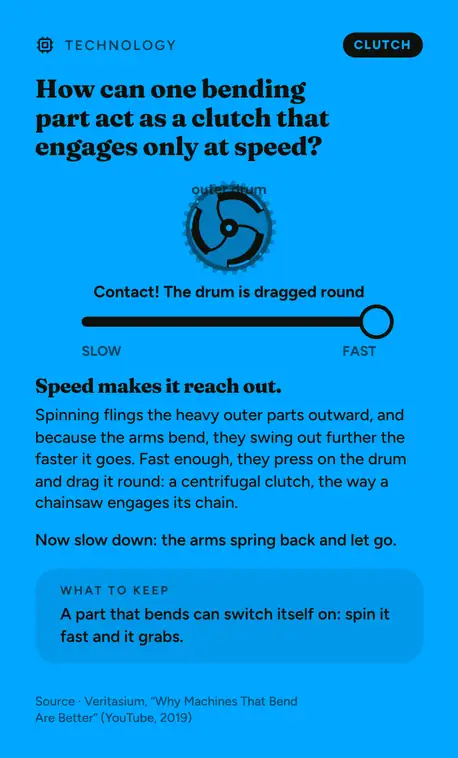 TECHNOLOGY
CLUTCH
How can one bending
part act as a clutch that
engages only at speed?
outer drum
Contact! The drum is dragged round
SLOW
FAST
Speed makes it reach out.
Spinning flings the heavy outer parts outward, and
because the arms bend, they swing out further the
faster it goes. Fast enough, they press on the drum
and drag it round: a centrifugal clutch, the way a
chainsaw engages its chain.
Now slow down: the arms spring back and let go.
WHAT TO KEEP
A part that bends can switch itself on: spin it
fast and it grabs.
Source · Veritasium, “Why Machines That Bend
Are Better” (YouTube, 2019)